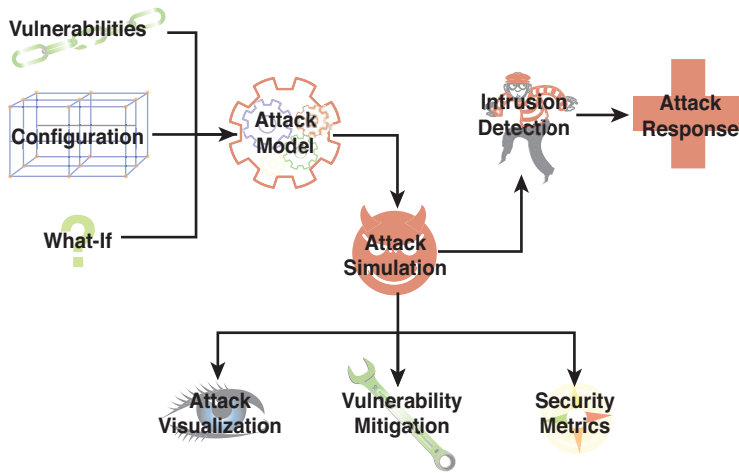 Vulnerabilities
Configuration
What-If
Attack
Model
Attack
Simulation
Intrusion
Detection
Attack
Response
Attack
Visualization
Vulnerability
Mitigation
Security
Metrics